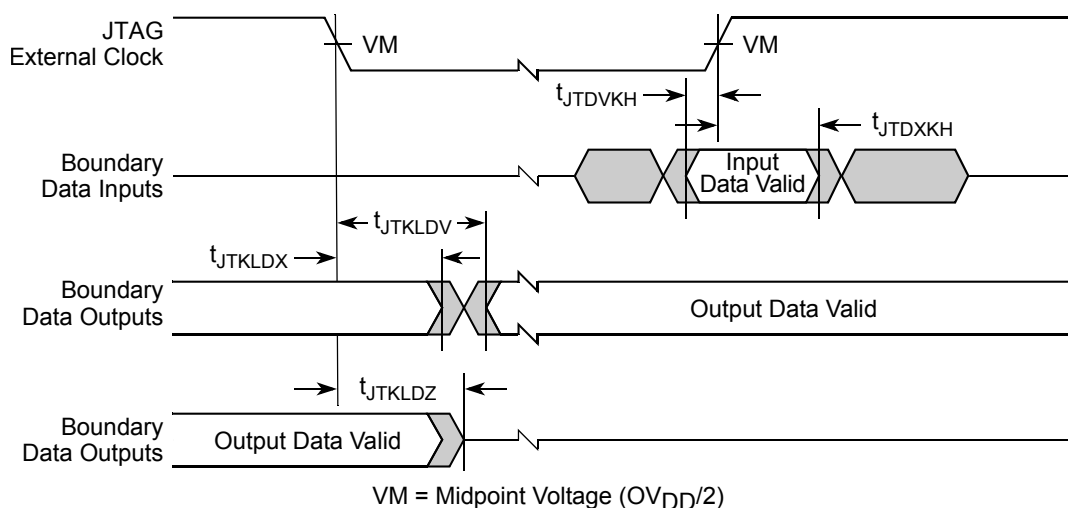 JTAG
External Clock
VM
VM
tJTDVKH
tJTDXKH
Boundary
Data Inputs
Input
Data Valid
tJTKLDV
tJTKLDX
Boundary
Data Outputs
Output Data Valid
tJTKLDZ
Boundary
Data Outputs
Output Data Valid
VM = Midpoint Voltage (OVDD/2)